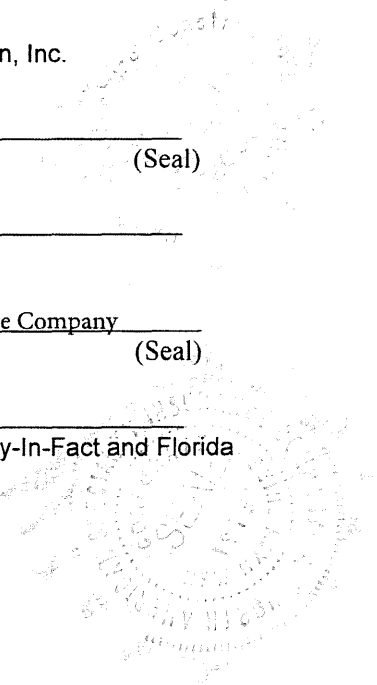 n, Inc.
(Seal)
e Company
(Seal)
y-In-Fact and Florida